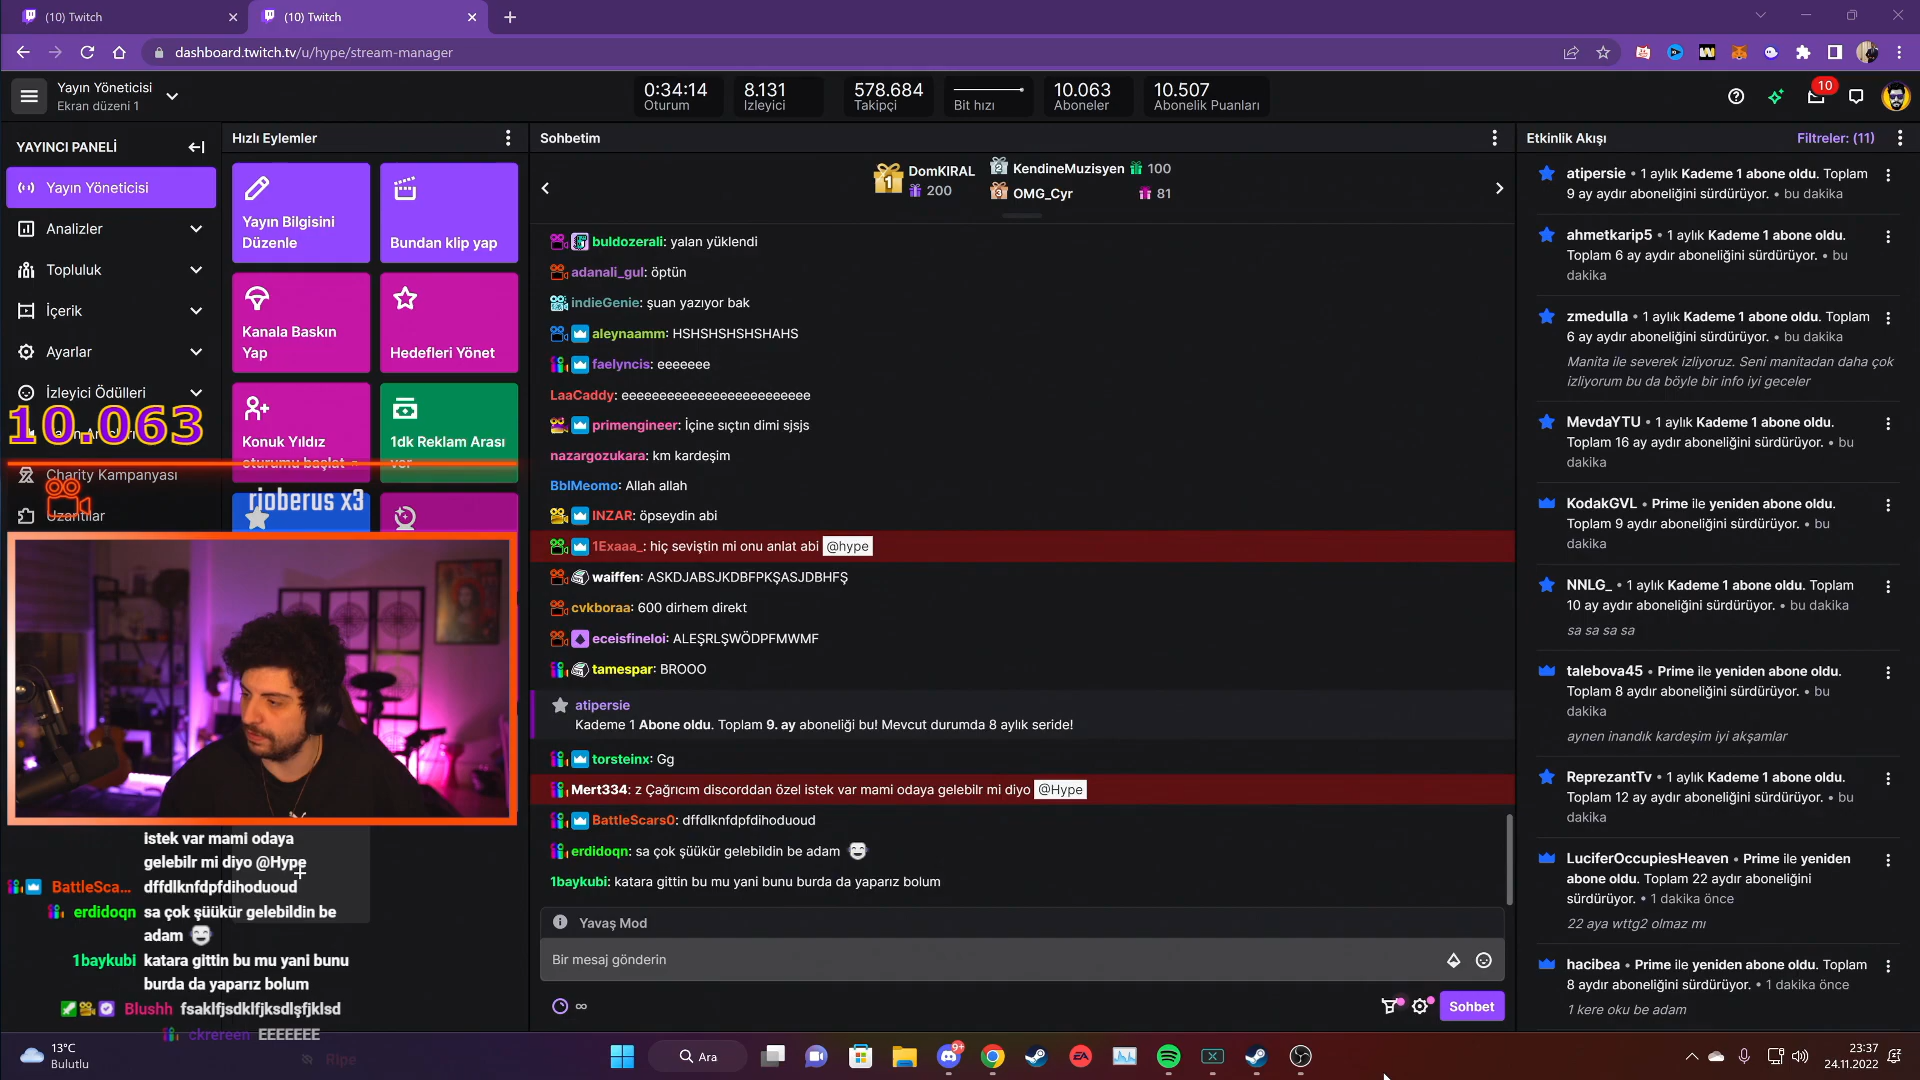 (10) Twitch
(10) Twitch
dashboard.twitch.tv/u/hype/stream-manager
Yayın Yöneticisi
Ekran düzeni 1
0:34:14
Oturum
8.131
İzleyici
578.684
Takipçi
Bit hızı
10.063
Aboneler
10.507
Abonelik Puanları
10
YAYINCI PANELİ
Yayın Yöneticisi
Analizler
Topluluk
İçerik
Ayarlar
İzleyici Ödülleri
10.063
Charity Kampanyası
Uzantılar
Hızlı Eylemler
Yayın Bilgisini
Düzenle
Bundan klip yap
Kanala Baskın
Yap
Hedefleri Yönet
Konuk Yıldız
oturumu başlat
1dk Reklam Arası
ver
rioberus x3
istek var mami odaya
gelebilr mi diyo @Hype
BattleSca... dffdlknfdpfdihoduoud
erdidoqn sa çok şüükür gelebildin be
adam
1baykubi katara gittin bu mu yani bunu
burda da yaparız bolum
Blushh fsaklfjsdklfjksdlşfjklsd
ckrereen EEEEEEE
Ripe
Sohbetim
1 DomKIRAL
200
2 KendineMuzisyen 100
3 OMG_Cyr 81
buldozerali: yalan yüklendi
adanali_gul: öptün
indieGenie: şuan yazıyor bak
aleynaamm: HSHSHSHSHSHAHS
faelyncis: eeeeeee
LaaCaddy: eeeeeeeeeeeeeeeeeeeeeeeee
primengineer: İçine sıçtın dimi sjsjs
nazargozukara: km kardeşim
BblMeomo: Allah allah
INZAR: öpseydin abi
1Exaaa_: hiç seviştin mi onu anlat abi @hype
waiffen: ASKDJABSJKDBFPKŞASJDBHFŞ
cvkboraa: 600 dirhem direkt
eceisfineloi: ALEŞRLŞWÖDPFMWMF
tamespar: BROOO
atipersie
Kademe 1 Abone oldu. Toplam 9. ay aboneliği bu! Mevcut durumda 8 aylık seride!
torsteinx: Gg
Mert334: z Çağrıcım discorddan özel istek var mami odaya gelebilr mi diyo @Hype
BattleScars0: dffdlknfdpfdihoduoud
erdidoqn: sa çok şüükür gelebildin be adam
1baykubi: katara gittin bu mu yani bunu burda da yaparız bolum
Yavaş Mod
Bir mesaj gönderin
∞
Sohbet
Etkinlik Akışı
Filtreler: (11)
atipersie • 1 aylık Kademe 1 abone oldu. Toplam
9 ay aydır aboneliğini sürdürüyor. • bu dakika
ahmetkarip5 • 1 aylık Kademe 1 abone oldu.
Toplam 6 ay aydır aboneliğini sürdürüyor. • bu
dakika
zmedulla • 1 aylık Kademe 1 abone oldu. Toplam
6 ay aydır aboneliğini sürdürüyor. • bu dakika
Manita ile severek izliyoruz. Seni manitadan daha çok
izliyorum bu da böyle bir info iyi geceler
MevdaYTU • 1 aylık Kademe 1 abone oldu.
Toplam 16 ay aydır aboneliğini sürdürüyor. • bu
dakika
KodakGVL • Prime ile yeniden abone oldu.
Toplam 9 ay aydır aboneliğini sürdürüyor. • bu
dakika
NNLG_ • 1 aylık Kademe 1 abone oldu. Toplam
10 ay aydır aboneliğini sürdürüyor. • bu dakika
sa sa sa sa
talebova45 • Prime ile yeniden abone oldu.
Toplam 8 ay aydır aboneliğini sürdürüyor. • bu
dakika
aynen inandık kardeşim iyi akşamlar
ReprezantTv • 1 aylık Kademe 1 abone oldu.
Toplam 12 ay aydır aboneliğini sürdürüyor. • bu
dakika
LuciferOccupiesHeaven • Prime ile yeniden
abone oldu. Toplam 22 ay aydır aboneliğini
sürdürüyor. • 1 dakika önce
22 aya wttg2 olmaz mı
hacibea • Prime ile yeniden abone oldu. Toplam
8 ay aydır aboneliğini sürdürüyor. • 1 dakika önce
1 kere oku be adam
13°C
Bulutlu
Ara
9+
EA
23:37
24.11.2022